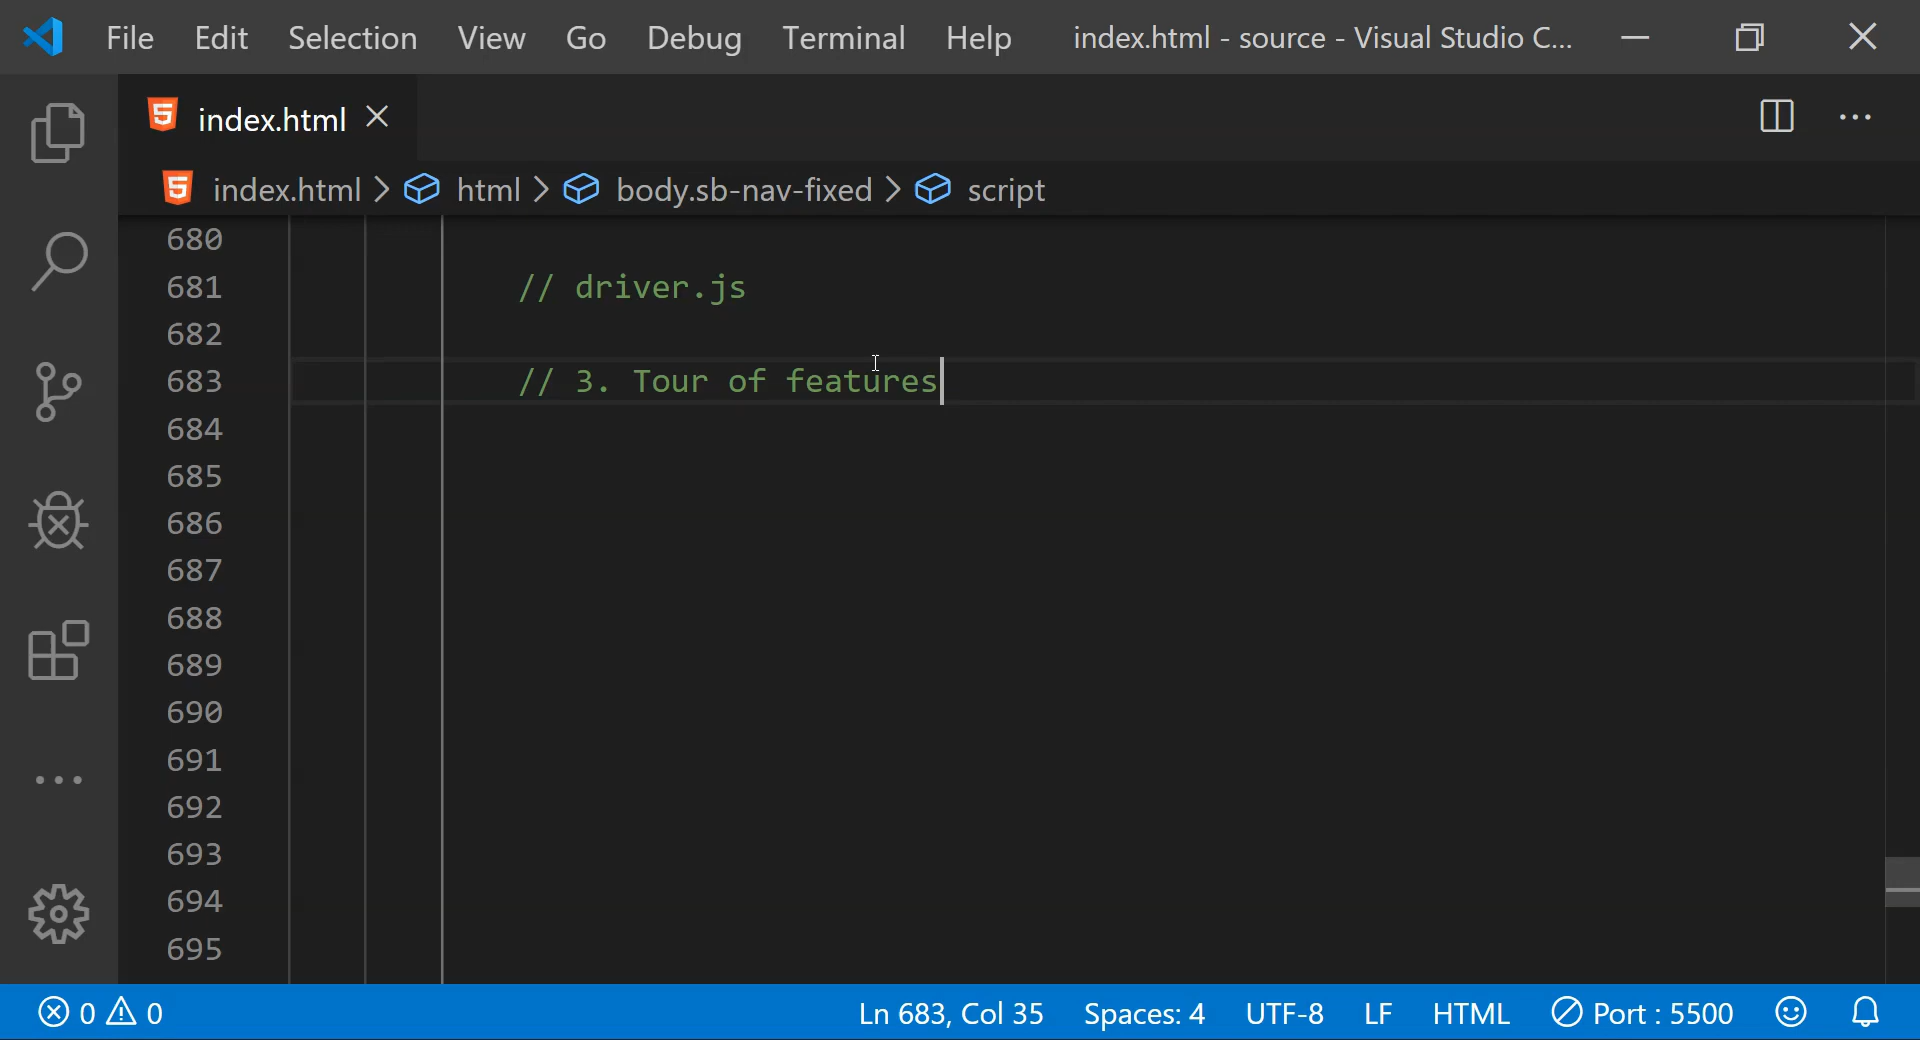 File Edit Selection View Go Debug Terminal Help index.html - source - Visual Studio C...
index.html
index.html > html > body.sb-nav-fixed > script
680
681 // driver.js
682
683 // 3. Tour of features
684
685
686
687
688
689
690
691
692
693
694
695
0 0 Ln 683, Col 35 Spaces: 4 UTF-8 LF HTML Port : 5500